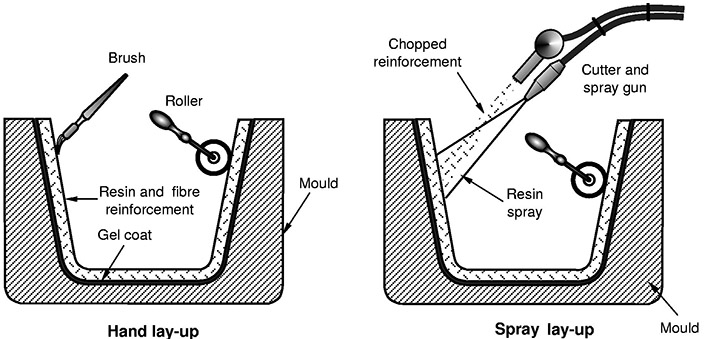 Brush
Roller
Resin and fibre
reinforcement
Gel coat
Mould
Hand lay-up
Chopped
reinforcement
Cutter and
spray gun
Resin
spray
Mould
Spray lay-up